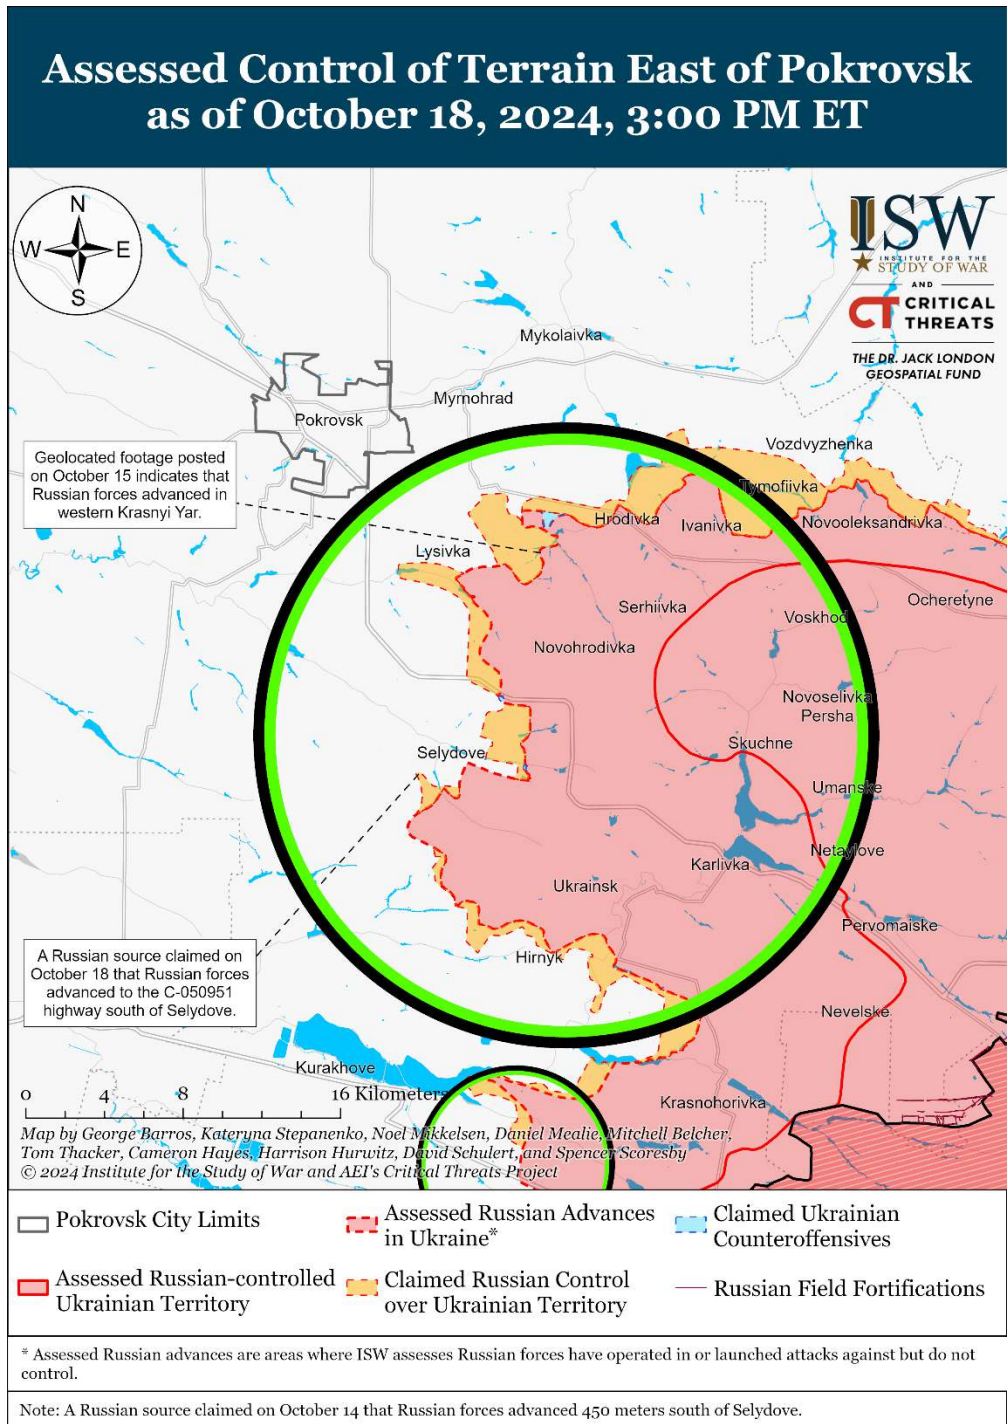 Assessed Control of Terrain East of Pokrovsk
as of October 18, 2024, 3:00 PM ET
N
W
E
S
ISW
INSTITUTE FOR THE
STUDY OF WAR
AND
CT CRITICAL
THREATS
THE DR. JACK LONDON
GEOSPATIAL FUND
Mykolaivka
Myrnohrad
Pokrovsk
Vozdvyzhenka
Geolocated footage posted
on October 15 indicates that
Russian forces advanced in
western Krasnyi Yar.
Tymofiivka
Hrodivka
Ivanivka
Novooleksandrivka
Lysivka
Ocheretyne
Serhiivka
Voskhod
Novohrodivka
Novoselivka
Persha
Skuchne
Selydove
Umanske
Netaylove
Karlivka
Ukrainsk
Pervomaiske
Hirnyk
A Russian source claimed on
October 18 that Russian forces
advanced to the C-050951
highway south of Selydove.
Nevelske
Kurakhove
0 4 8 16 Kilometers
Krasnohorivka
Map by George Barros, Kateryna Stepanenko, Noel Mikkelsen, Daniel Mealie, Mitchell Belcher,
Tom Thacker, Cameron Hayes, Harrison Hurwitz, David Schulert, and Spencer Scoresby
© 2024 Institute for the Study of War and AEI's Critical Threats Project
Pokrovsk City Limits
Assessed Russian Advances
in Ukraine*
Claimed Ukrainian
Counteroffensives
Assessed Russian-controlled
Ukrainian Territory
Claimed Russian Control
over Ukrainian Territory
Russian Field Fortifications
* Assessed Russian advances are areas where ISW assesses Russian forces have operated in or launched attacks against but do not
control.
Note: A Russian source claimed on October 14 that Russian forces advanced 450 meters south of Selydove.